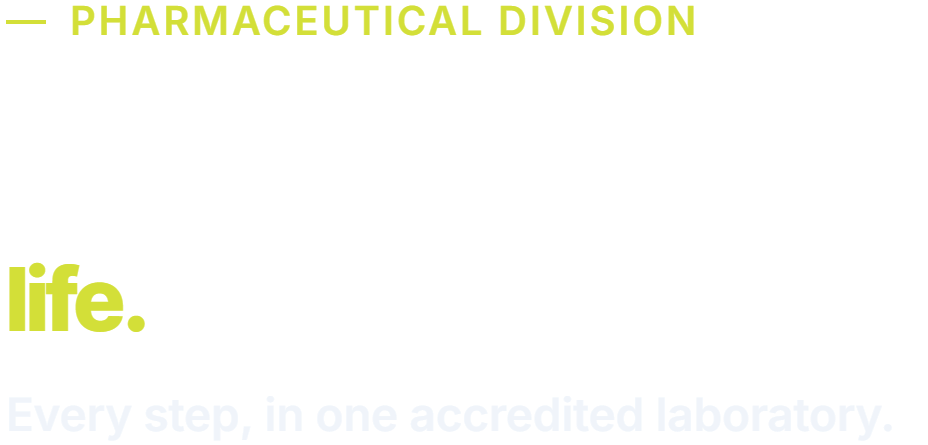 — PHARMACEUTICAL DIVISION
life.
Every step, in one accredited laboratory.